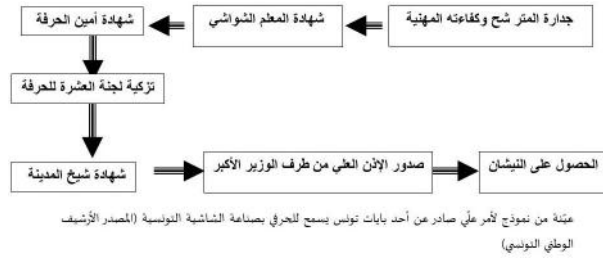 جدارة المترشح وكفاءته المهنية
شهادة المعلم الشواشي
شهادة أمين الحرفة
تزكية لجنة العشرة للحرفة
شهادة شيخ المدينة
صدور الإذن العلي من طرف الوزير الأكبر
الحصول على النيشان
عيّنة من نموذج لأمر علّي صادر عن أحد بايات تونس يسمح للحرفي بصناعة الشاشية التونسية (المصدر الأرشيف
الوطني التونسي)